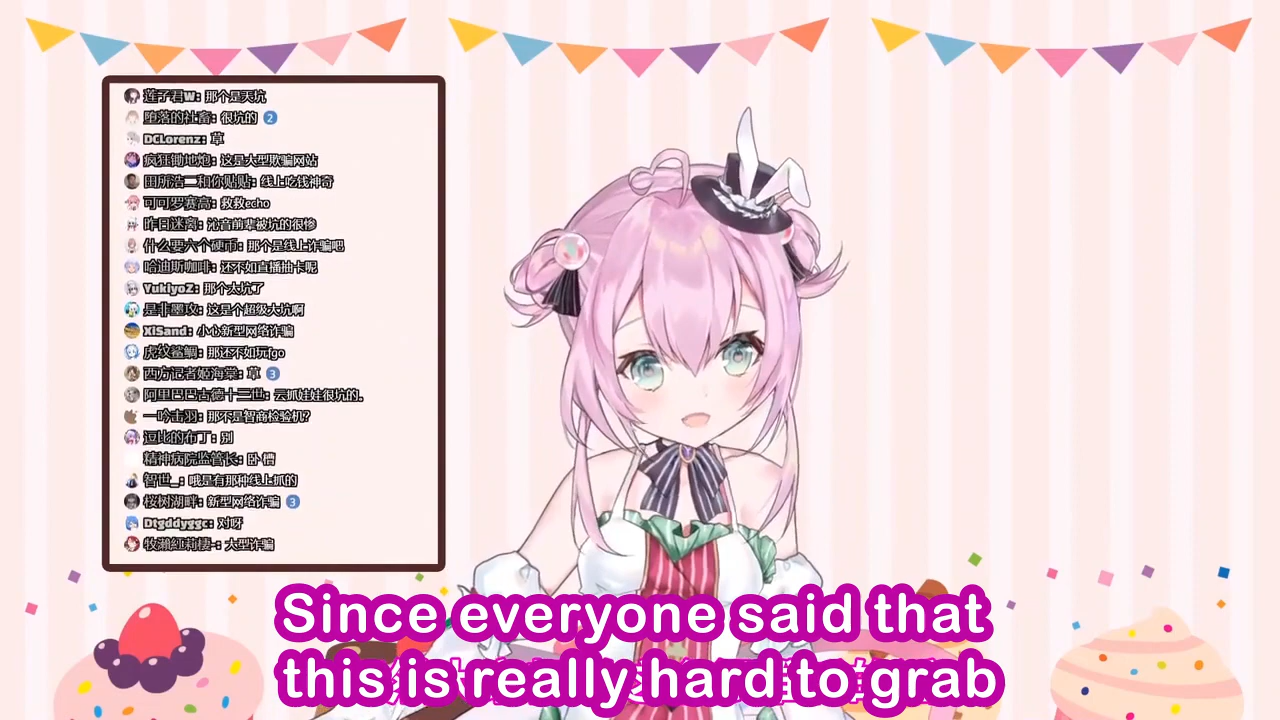 莲子君W: 那个是天坑
堕落的社畜: 很坑的 2
DCLorenz: 草
疯狂锄地炮: 这是大型欺骗网站
田所浩二和你贴贴: 线上吃钱神奇
可可罗赛高: 救救echo
昨日迷离: 沁音前辈被坑的很惨
什么要六个硬币: 那个是线上诈骗吧
哈迪斯咖啡: 还不如直播抽卡呢
YukiyoZ: 那个太坑了
是非墨攻: 这是个超级大坑啊
XiSand: 小心新型网络诈骗
虎纹鲨鲷: 那还不如玩fgo
西方记者姬海棠: 草 3
阿里巴巴古德十三世: 云抓娃娃很坑的。
一吟击羽: 那不是智商检验机?
逗比的布丁: 别
精神病院监管长: 卧槽
智世_: 哦是有那种线上抓的
桜树湖畔: 新型网络诈骗 3
Dtgddyggc: 对呀
牧瀬紅莉栖-: 大型诈骗
Since everyone said that
this is really hard to grab